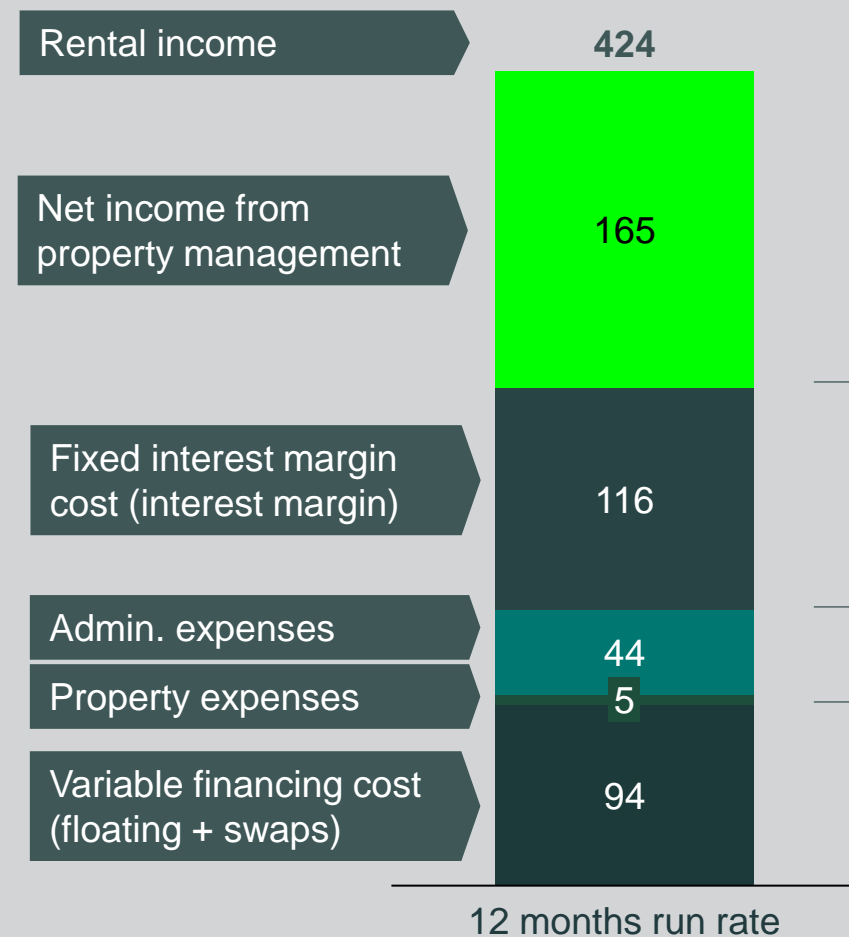 Rental income
424
Net income from
property management
165
Fixed interest margin
cost (interest margin)
116
Admin. expenses
44
Property expenses
5
Variable financing cost
(floating + swaps)
94
12 months run rate